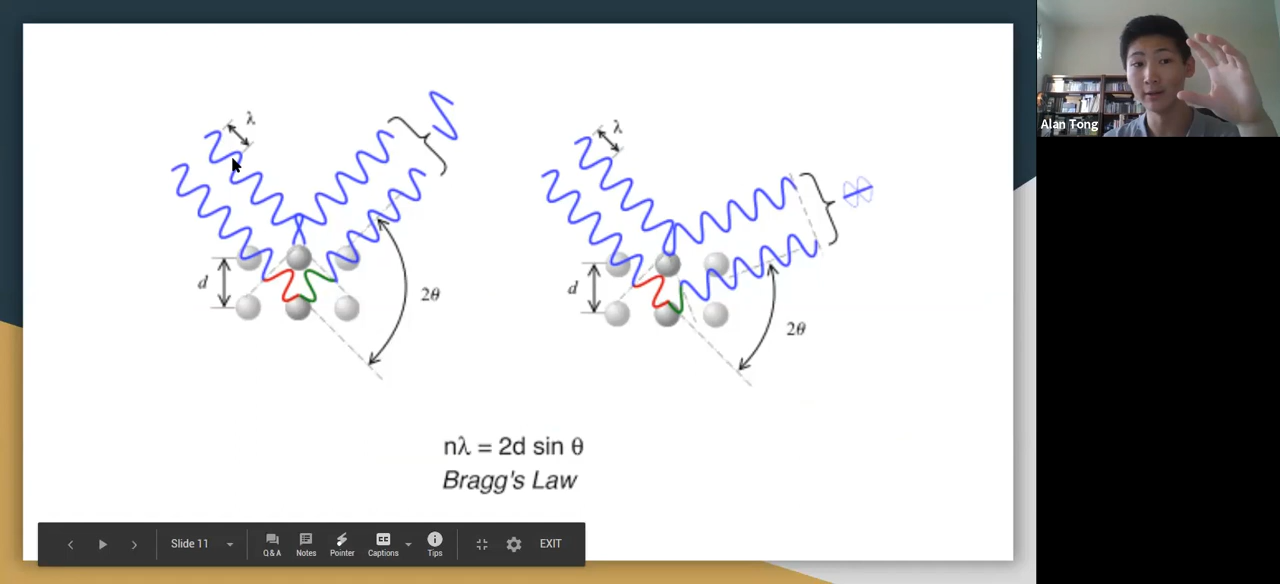 λ
d
2θ
λ
d
2θ
nλ = 2d sin θ
Bragg's Law
Alan Tong
Slide 11
Q&A
Notes
Pointer
Captions
Tips
EXIT